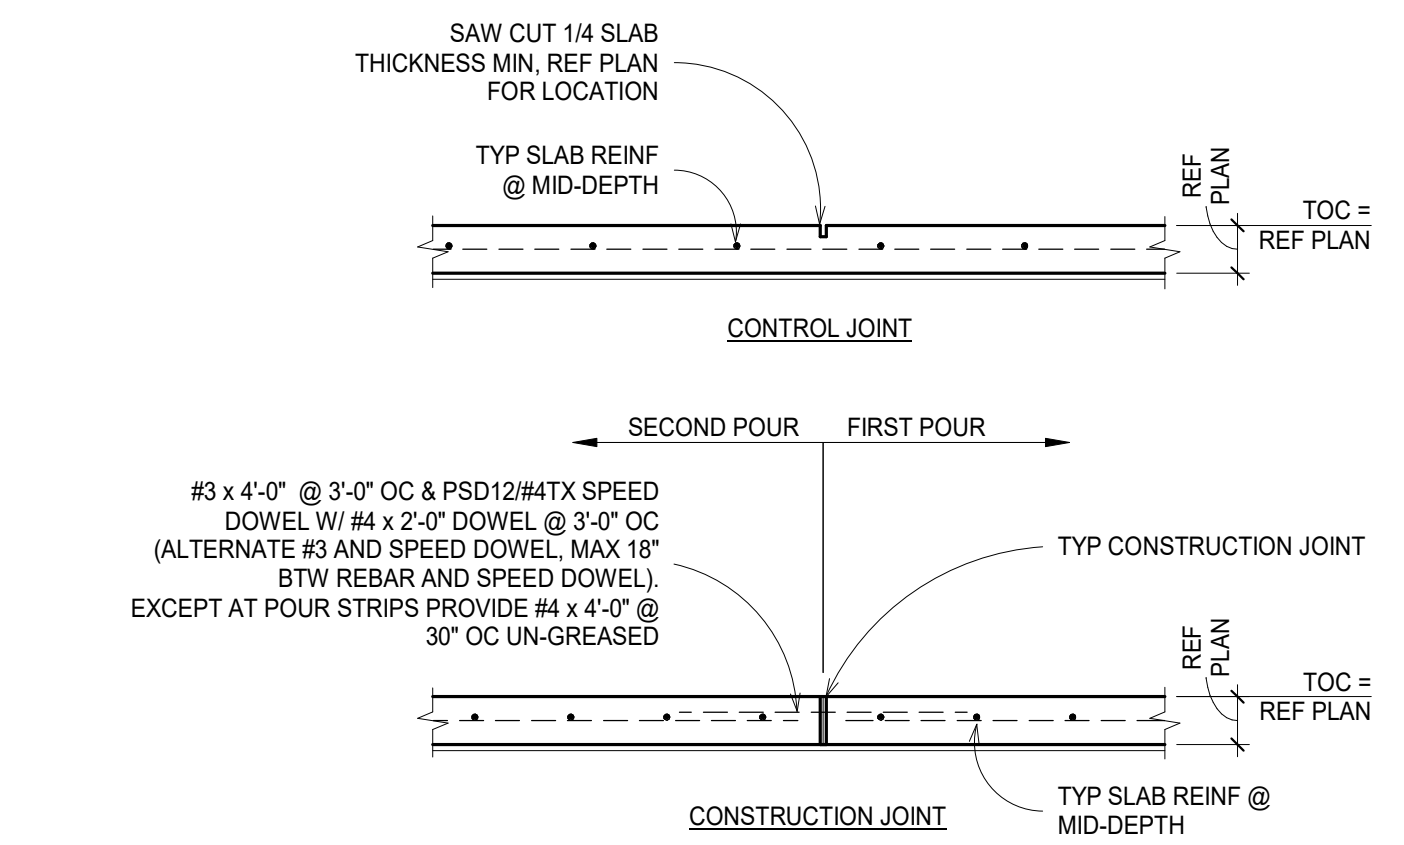 SAW CUT 1/4 SLAB
THICKNESS MIN, REF PLAN
FOR LOCATION
TYP SLAB REINF
@ MID-DEPTH
REF
PLAN
TOC =
REF PLAN
CONTROL JOINT
SECOND POUR
FIRST POUR
#3 x 4'-0" @ 3'-0" OC & PSD12/#4TX SPEED
DOWEL W/ #4 x 2'-0" DOWEL @ 3'-0" OC
(ALTERNATE #3 AND SPEED DOWEL, MAX 18"
BTW REBAR AND SPEED DOWEL).
EXCEPT AT POUR STRIPS PROVIDE #4 x 4'-0" @
30" OC UN-GREASED
TYP CONSTRUCTION JOINT
REF
PLAN
TOC =
REF PLAN
TYP SLAB REINF @
MID-DEPTH
CONSTRUCTION JOINT